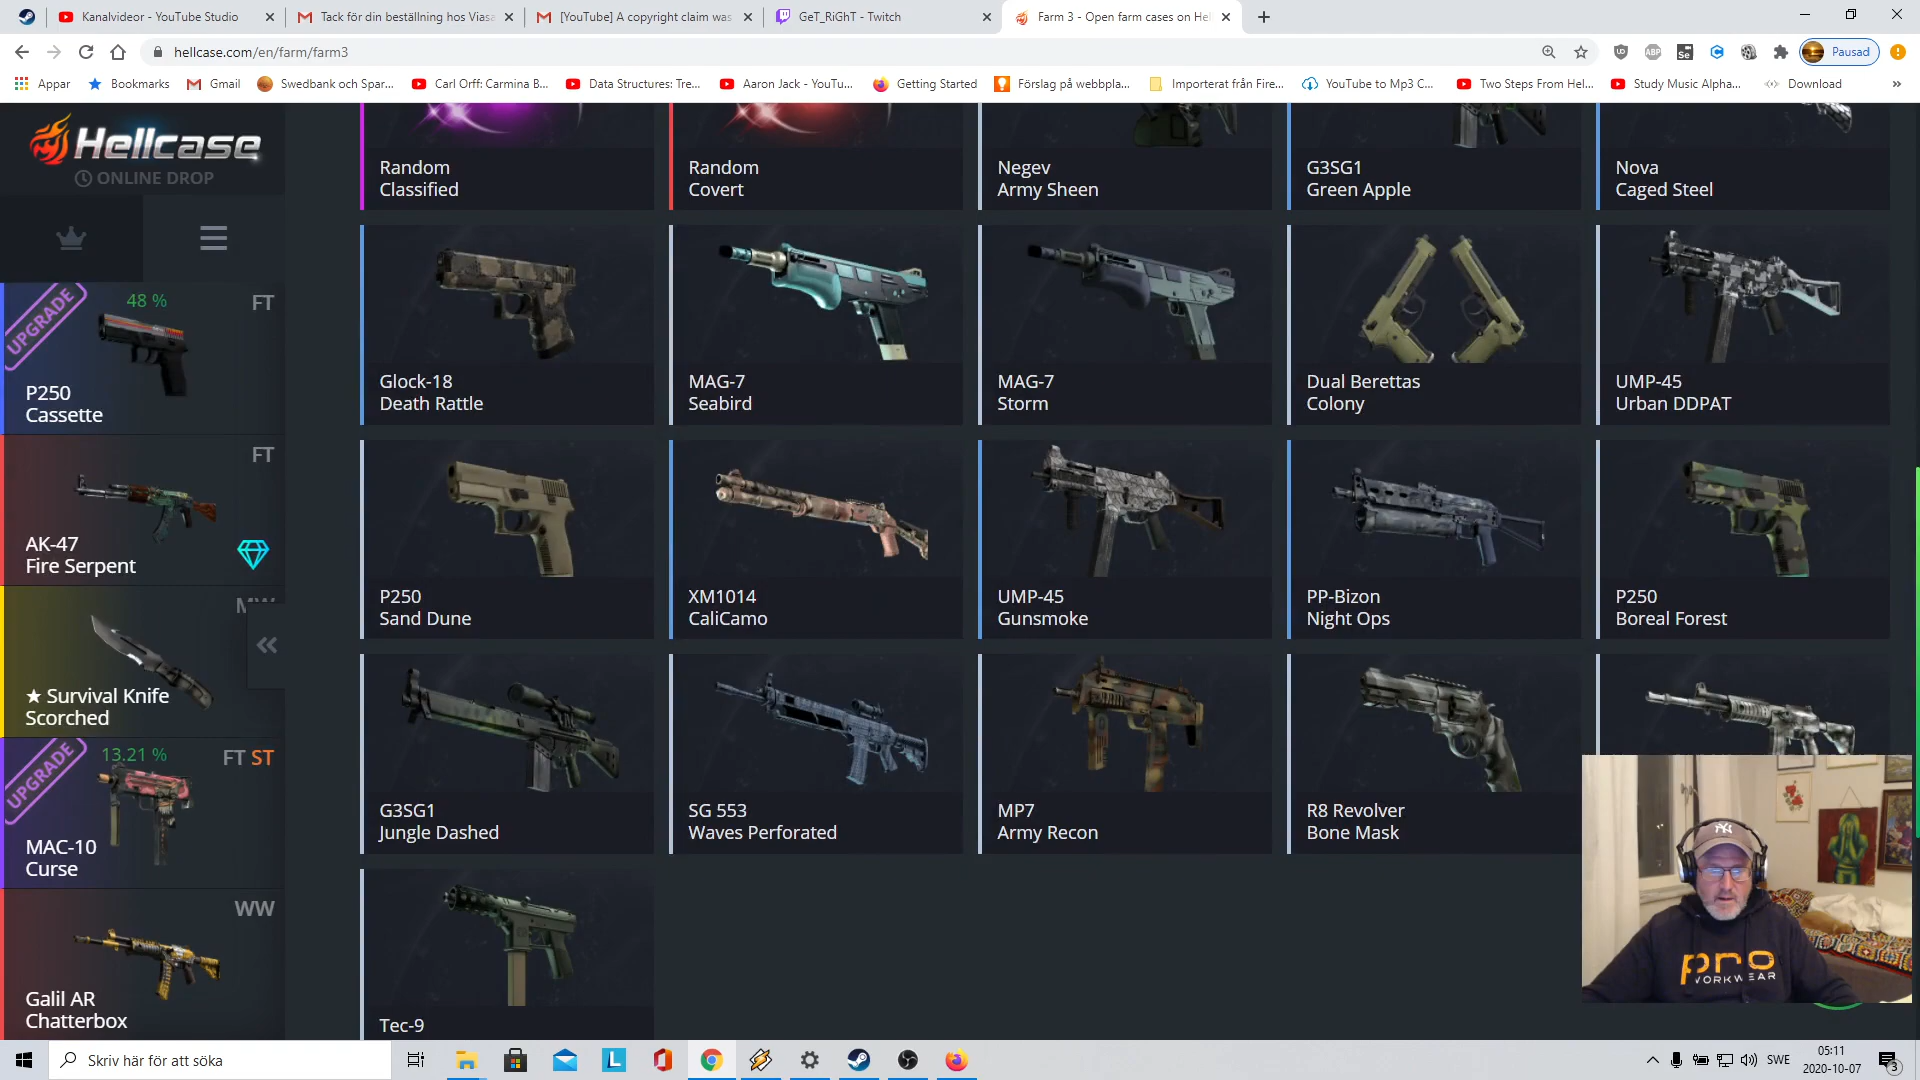 Kanalvideor - YouTube Studio
Tack för din beställning hos Vias
[YouTube] A copyright claim was
GeT_RiGhT - Twitch
Farm 3 - Open farm cases on Hel
hellcase.com/en/farm/farm3
Pausad
Appar
Bookmarks
Gmail
Swedbank och Spar...
Carl Orff: Carmina B...
Data Structures: Tre...
Aaron Jack - YouTu...
Getting Started
Förslag på webbpla...
Importerat från Fire...
YouTube to Mp3 C...
Two Steps From Hel...
Study Music Alpha...
Download
Hellcase
ONLINE DROP
UPGRADE
48 %
FT
P250
Cassette
FT
AK-47
Fire Serpent
MW
★ Survival Knife
Scorched
UPGRADE
13.21 %
FT ST
MAC-10
Curse
WW
Galil AR
Chatterbox
Random
Classified
Random
Covert
Negev
Army Sheen
G3SG1
Green Apple
Nova
Caged Steel
Glock-18
Death Rattle
MAG-7
Seabird
MAG-7
Storm
Dual Berettas
Colony
UMP-45
Urban DDPAT
P250
Sand Dune
XM1014
CaliCamo
UMP-45
Gunsmoke
PP-Bizon
Night Ops
P250
Boreal Forest
G3SG1
Jungle Dashed
SG 553
Waves Perforated
MP7
Army Recon
R8 Revolver
Bone Mask
Tec-9
pro
WORKWEAR
Skriv här för att söka
SWE
05:11
2020-10-07
3